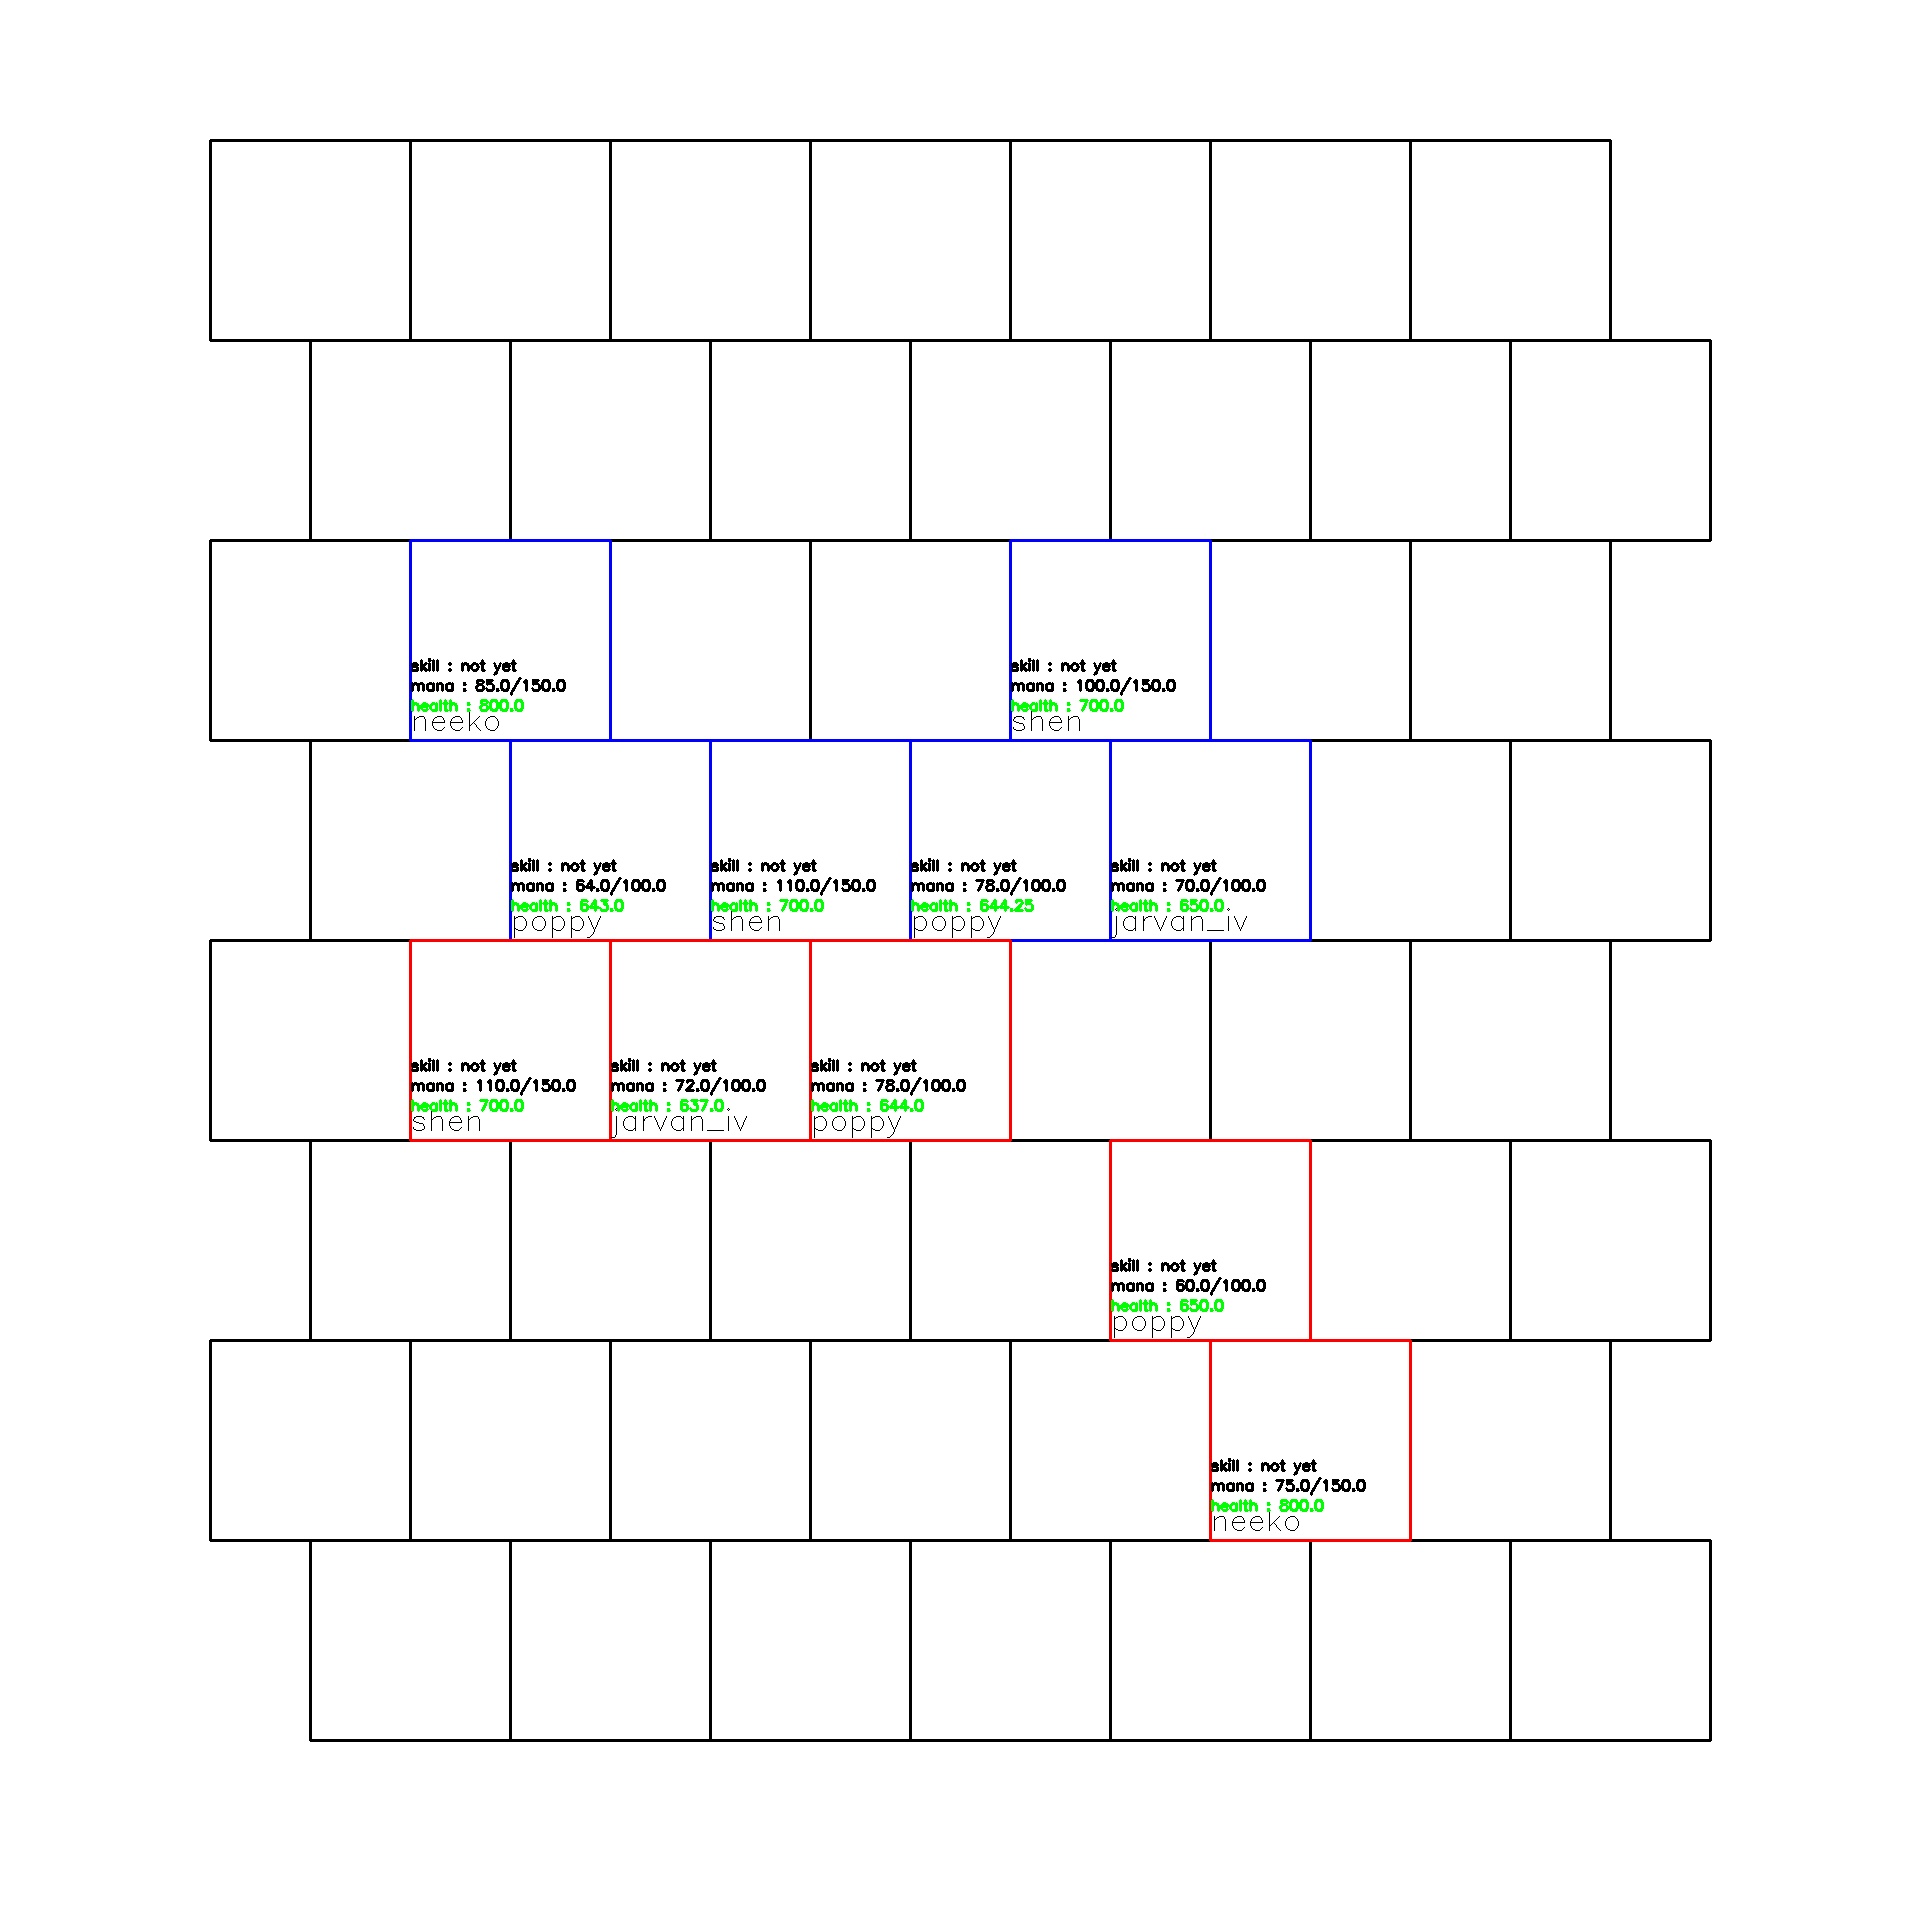 skill : not yet
mana : 85.0/150.0
health : 800.0
neeko
skill : not yet
mana : 100.0/150.0
health : 700.0
shen
skill : not yet
mana : 64.0/100.0
health : 643.0
poppy
skill : not yet
mana : 110.0/150.0
health : 700.0
shen
skill : not yet
mana : 78.0/100.0
health : 644.25
poppy
skill : not yet
mana : 70.0/100.0
health : 650.0
jarvan_iv
skill : not yet
mana : 110.0/150.0
health : 700.0
shen
skill : not yet
mana : 72.0/100.0
health : 637.0
jarvan_iv
skill : not yet
mana : 78.0/100.0
health : 644.0
poppy
skill : not yet
mana : 60.0/100.0
health : 650.0
poppy
skill : not yet
mana : 75.0/150.0
health : 800.0
neeko